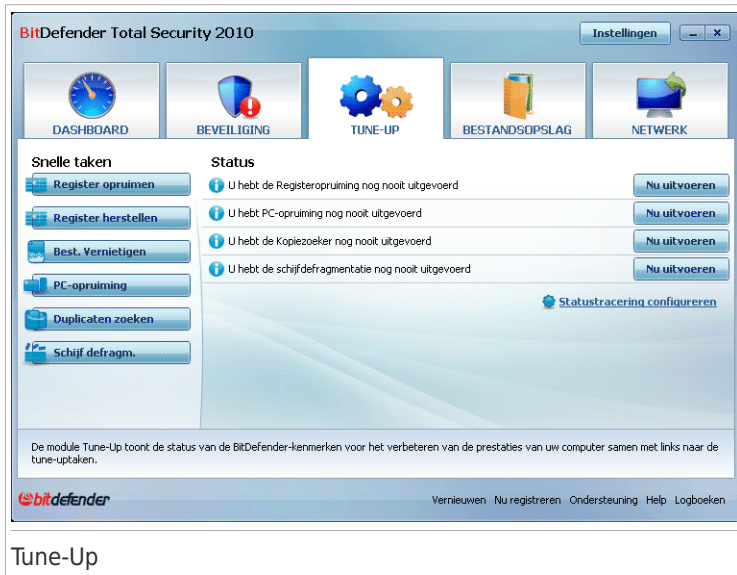 BitDefender Total Security 2010
Instellingen
DASHBOARD
BEVEILIGING
TUNE-UP
BESTANDSOPSLAG
NETWERK
Snelle taken
Register opruimen
Register herstellen
Best. Vernietigen
PC-opruiming
Duplicaten zoeken
Schijf defragm.
Status
U hebt de Registeropruiming nog nooit uitgevoerd
Nu uitvoeren
U hebt PC-opruiming nog nooit uitgevoerd
Nu uitvoeren
U hebt de Kopiezoeker nog nooit uitgevoerd
Nu uitvoeren
U hebt de schijfdefragmentatie nog nooit uitgevoerd
Nu uitvoeren
Statustracering configureren
De module Tune-Up toont de status van de BitDefender-kenmerken voor het verbeteren van de prestaties van uw computer samen met links naar de
tune-uptaken.
bitdefender
Vernieuwen Nu registreren Ondersteuning Help Logboeken
Tune-Up